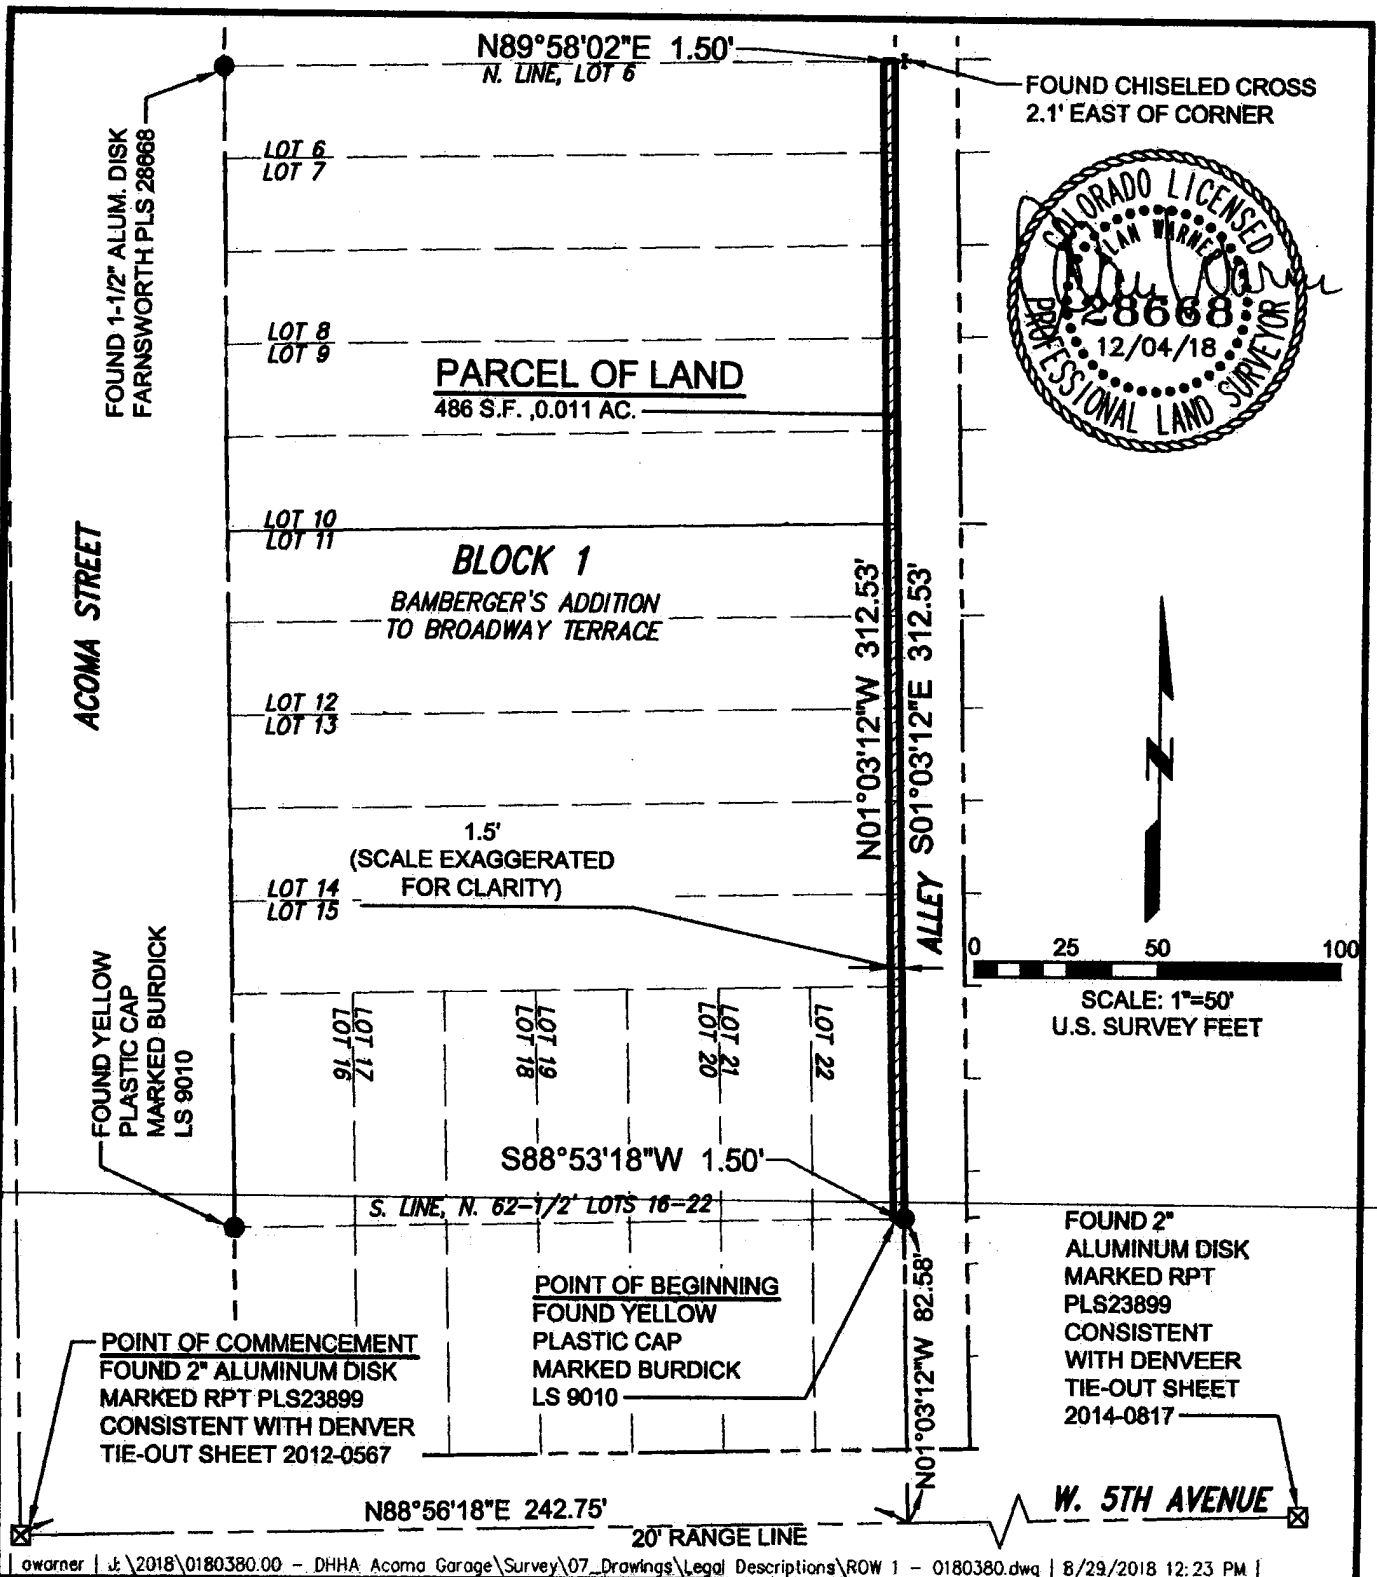 N89°58'02"E 1.50'
N. LINE, LOT 6
FOUND CHISELED CROSS
2.1' EAST OF CORNER
FOUND 1-1/2" ALUM. DISK
FARNSWORTH PLS 28668
COLORADO LICENSED
ALAN WARNER
28668
12/04/18
PROFESSIONAL LAND SURVEYOR
LOT 6
LOT 7
LOT 8
LOT 9
PARCEL OF LAND
486 S.F. ,0.011 AC.
LOT 10
LOT 11
BLOCK 1
BAMBERGER'S ADDITION
TO BROADWAY TERRACE
ACOMA STREET
N01°03'12"W 312.53'
S01°03'12"E 312.53'
ALLEY
LOT 12
LOT 13
1.5'
(SCALE EXAGGERATED
FOR CLARITY)
LOT 14
LOT 15
0 25 50 100
SCALE: 1"=50'
U.S. SURVEY FEET
FOUND YELLOW
PLASTIC CAP
MARKED BURDICK
LS 9010
LOT 17
LOT 16
LOT 19
LOT 18
LOT 21
LOT 20
LOT 22
S88°53'18"W 1.50'
S. LINE, N. 62-1/2' LOTS 16-22
POINT OF BEGINNING
FOUND YELLOW
PLASTIC CAP
MARKED BURDICK
LS 9010
N01°03'12"W 82.58'
FOUND 2"
ALUMINUM DISK
MARKED RPT
PLS23899
CONSISTENT
WITH DENVEER
TIE-OUT SHEET
2014-0817
POINT OF COMMENCEMENT
FOUND 2" ALUMINUM DISK
MARKED RPT PLS23899
CONSISTENT WITH DENVER
TIE-OUT SHEET 2012-0567
N88°56'18"E 242.75'
20' RANGE LINE
W. 5TH AVENUE
| awarner | J:\2018\0180380.00 - DHHA Acoma Garage\Survey\07_Drawings\Legal Descriptions\ROW 1 - 0180380.dwg | 8/29/2018 12:23 PM |